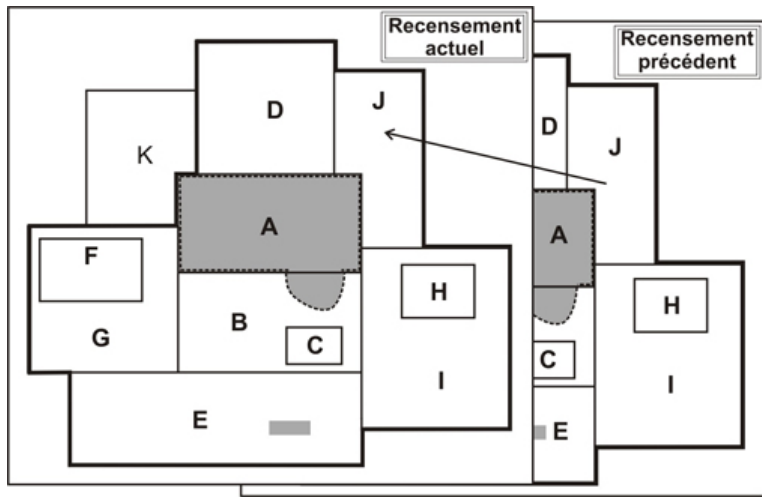 Recensement
actuel
Recensement
précédent
D
J
K
A
F
H
B
G
C
I
E
D
J
A
H
C
I
E